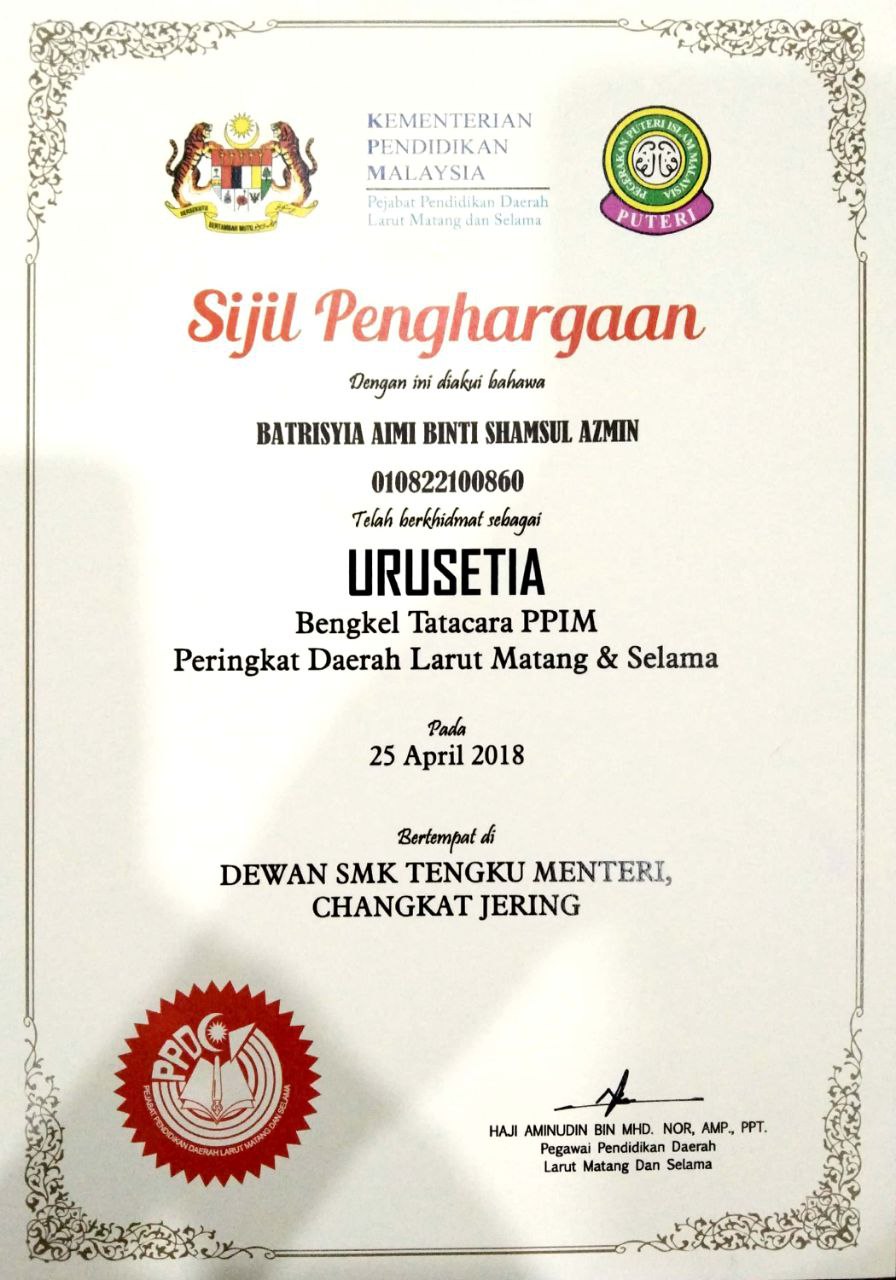 KEMENTERIAN
PENDIDIKAN
MALAYSIA
Pejabat Pendidikan Daerah
Larut Matang dan Selama
BERSEKUTU
BERTAMBAH MUTU
PERGERAKAN PUTERI ISLAM MALAYSIA
PUTERI
Sijil Penghargaan
Dengan ini diakui bahawa
BATRISYIA AIMI BINTI SHAMSUL AZMIN
010822100860
Telah berkhidmat sebagai
URUSETIA
Bengkel Tatacara PPIM
Peringkat Daerah Larut Matang & Selama
Pada
25 April 2018
Bertempat di
DEWAN SMK TENGKU MENTERI,
CHANGKAT JERING
PPD
PEJABAT PENDIDIKAN DAERAH LARUT MATANG DAN SELAMA
HAJI AMINUDIN BIN MHD. NOR, AMP., PPT.
Pegawai Pendidikan Daerah
Larut Matang Dan Selama